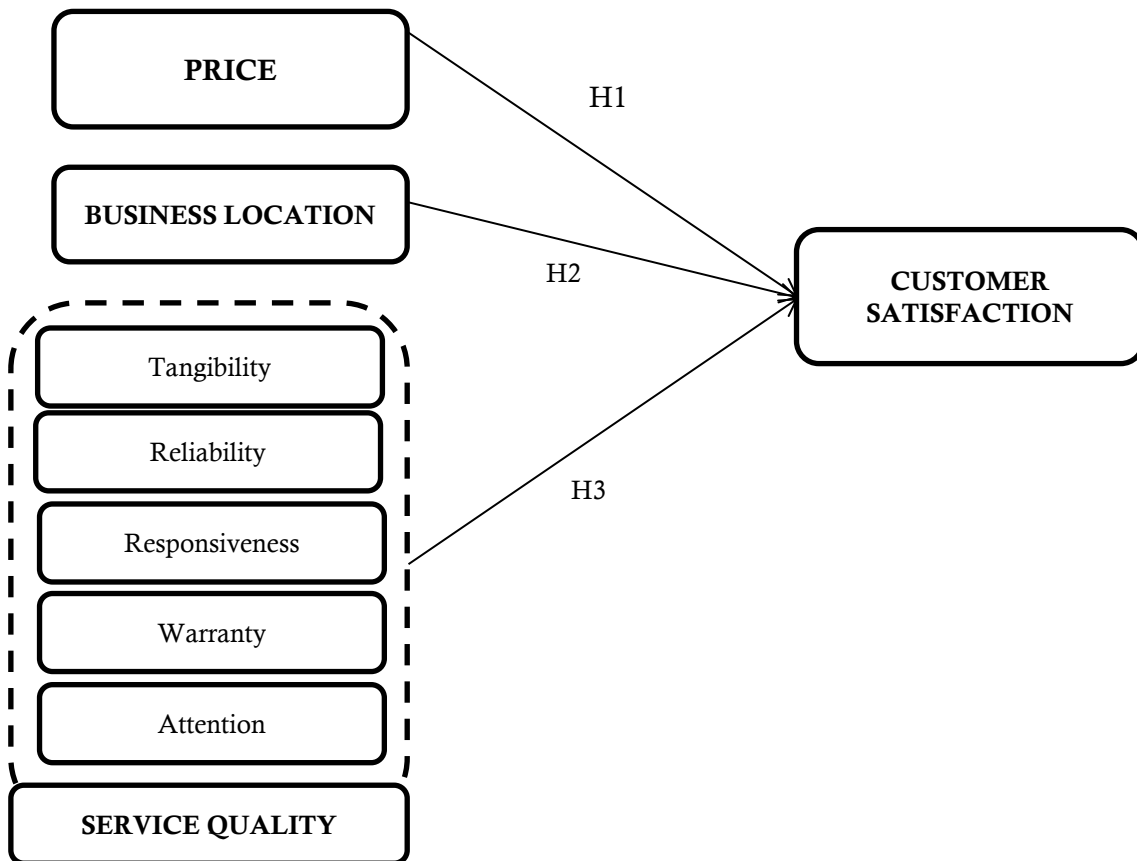 PRICE
H1
BUSINESS LOCATION
H2
CUSTOMER
SATISFACTION
Tangibility
Reliability
H3
Responsiveness
Warranty
Attention
SERVICE QUALITY